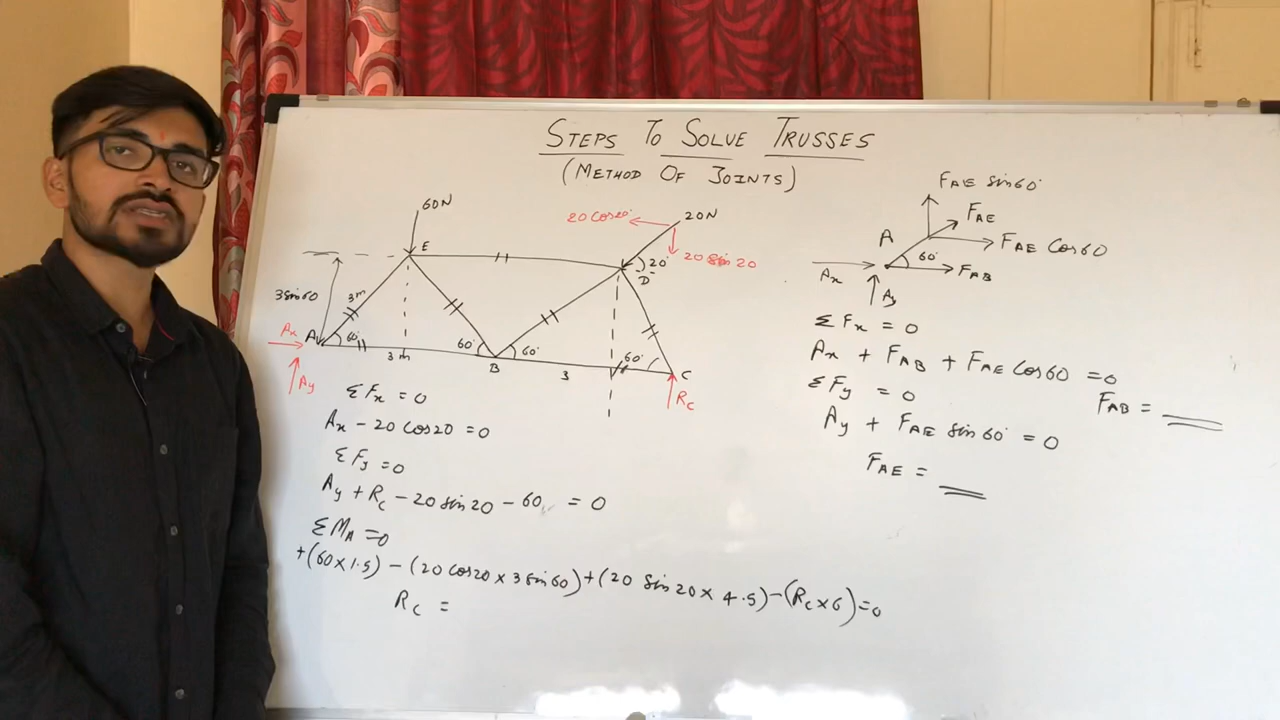 STEPS TO SOLVE TRUSSES
(METHOD OF JOINTS)
60N
E
20 Cos20°
20N
20°
20 Sin 20
D
3 Sin 60
3m
Ax
A
60°
3 m
60°
B
60°
3
60°
C
Ay
Rc
ΣFx = 0
Ax - 20 Cos20 = 0
ΣFy = 0
Ay + Rc - 20 Sin 20 - 60 = 0
ΣMA = 0
+(60×1.5) - (20 Cos20 × 3 Sin60) + (20 Sin 20 × 4.5) - (Rc×6) = 0
Rc =
FAE Sin60°
FAE
A
FAE Cos60
60°
FAB
Ax
Ay
ΣFx = 0
Ax + FAB + FAE Cos60 = 0
FAB =
ΣFy = 0
Ay + FAE Sin 60° = 0
FAE =